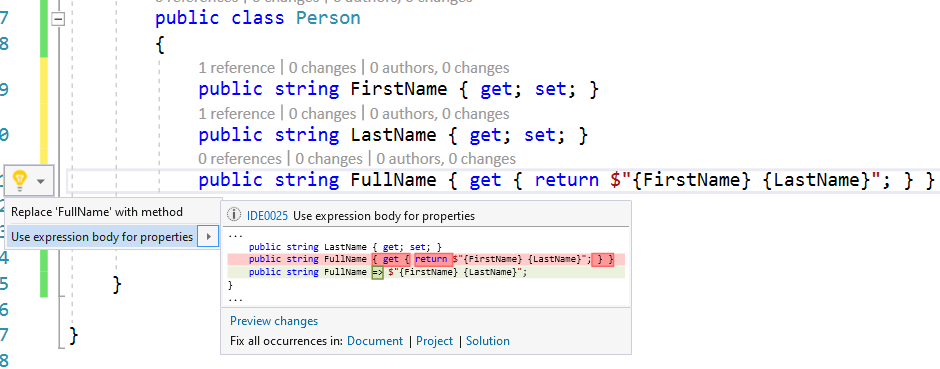 0 references | 0 changes | 0 authors, 0 changes
7 public class Person
8 {
1 reference | 0 changes | 0 authors, 0 changes
9 public string FirstName { get; set; }
1 reference | 0 changes | 0 authors, 0 changes
0 public string LastName { get; set; }
0 references | 0 changes | 0 authors, 0 changes
public string FullName { get { return $"{FirstName} {LastName}"; } }
Replace 'FullName' with method
Use expression body for properties
IDE0025 Use expression body for properties
...
public string LastName { get; set; }
public string FullName { get { return $"{FirstName} {LastName}"; } }
public string FullName => $"{FirstName} {LastName}";
}
...
Preview changes
Fix all occurrences in: Document | Project | Solution
4
5 }
6
7 }
8